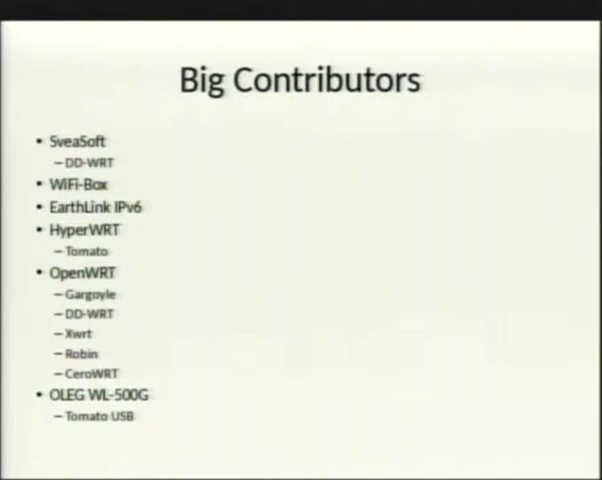 Big Contributors
• SveaSoft
– DD-WRT
• WiFi-Box
• EarthLink IPv6
• HyperWRT
– Tomato
• OpenWRT
– Gargoyle
– DD-WRT
– Xwrt
– Robin
– CeroWRT
• OLEG WL-500G
– Tomato USB